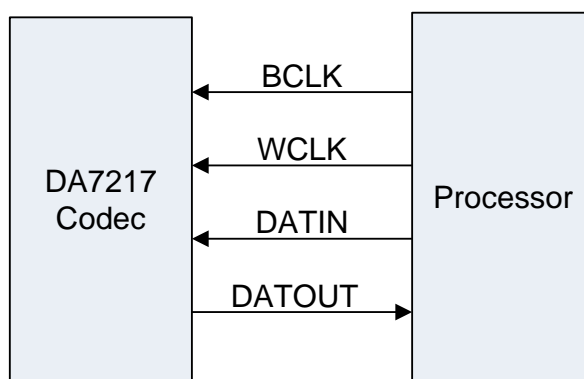 DA7217
Codec
BCLK
WCLK
DATIN
DATOUT
Processor